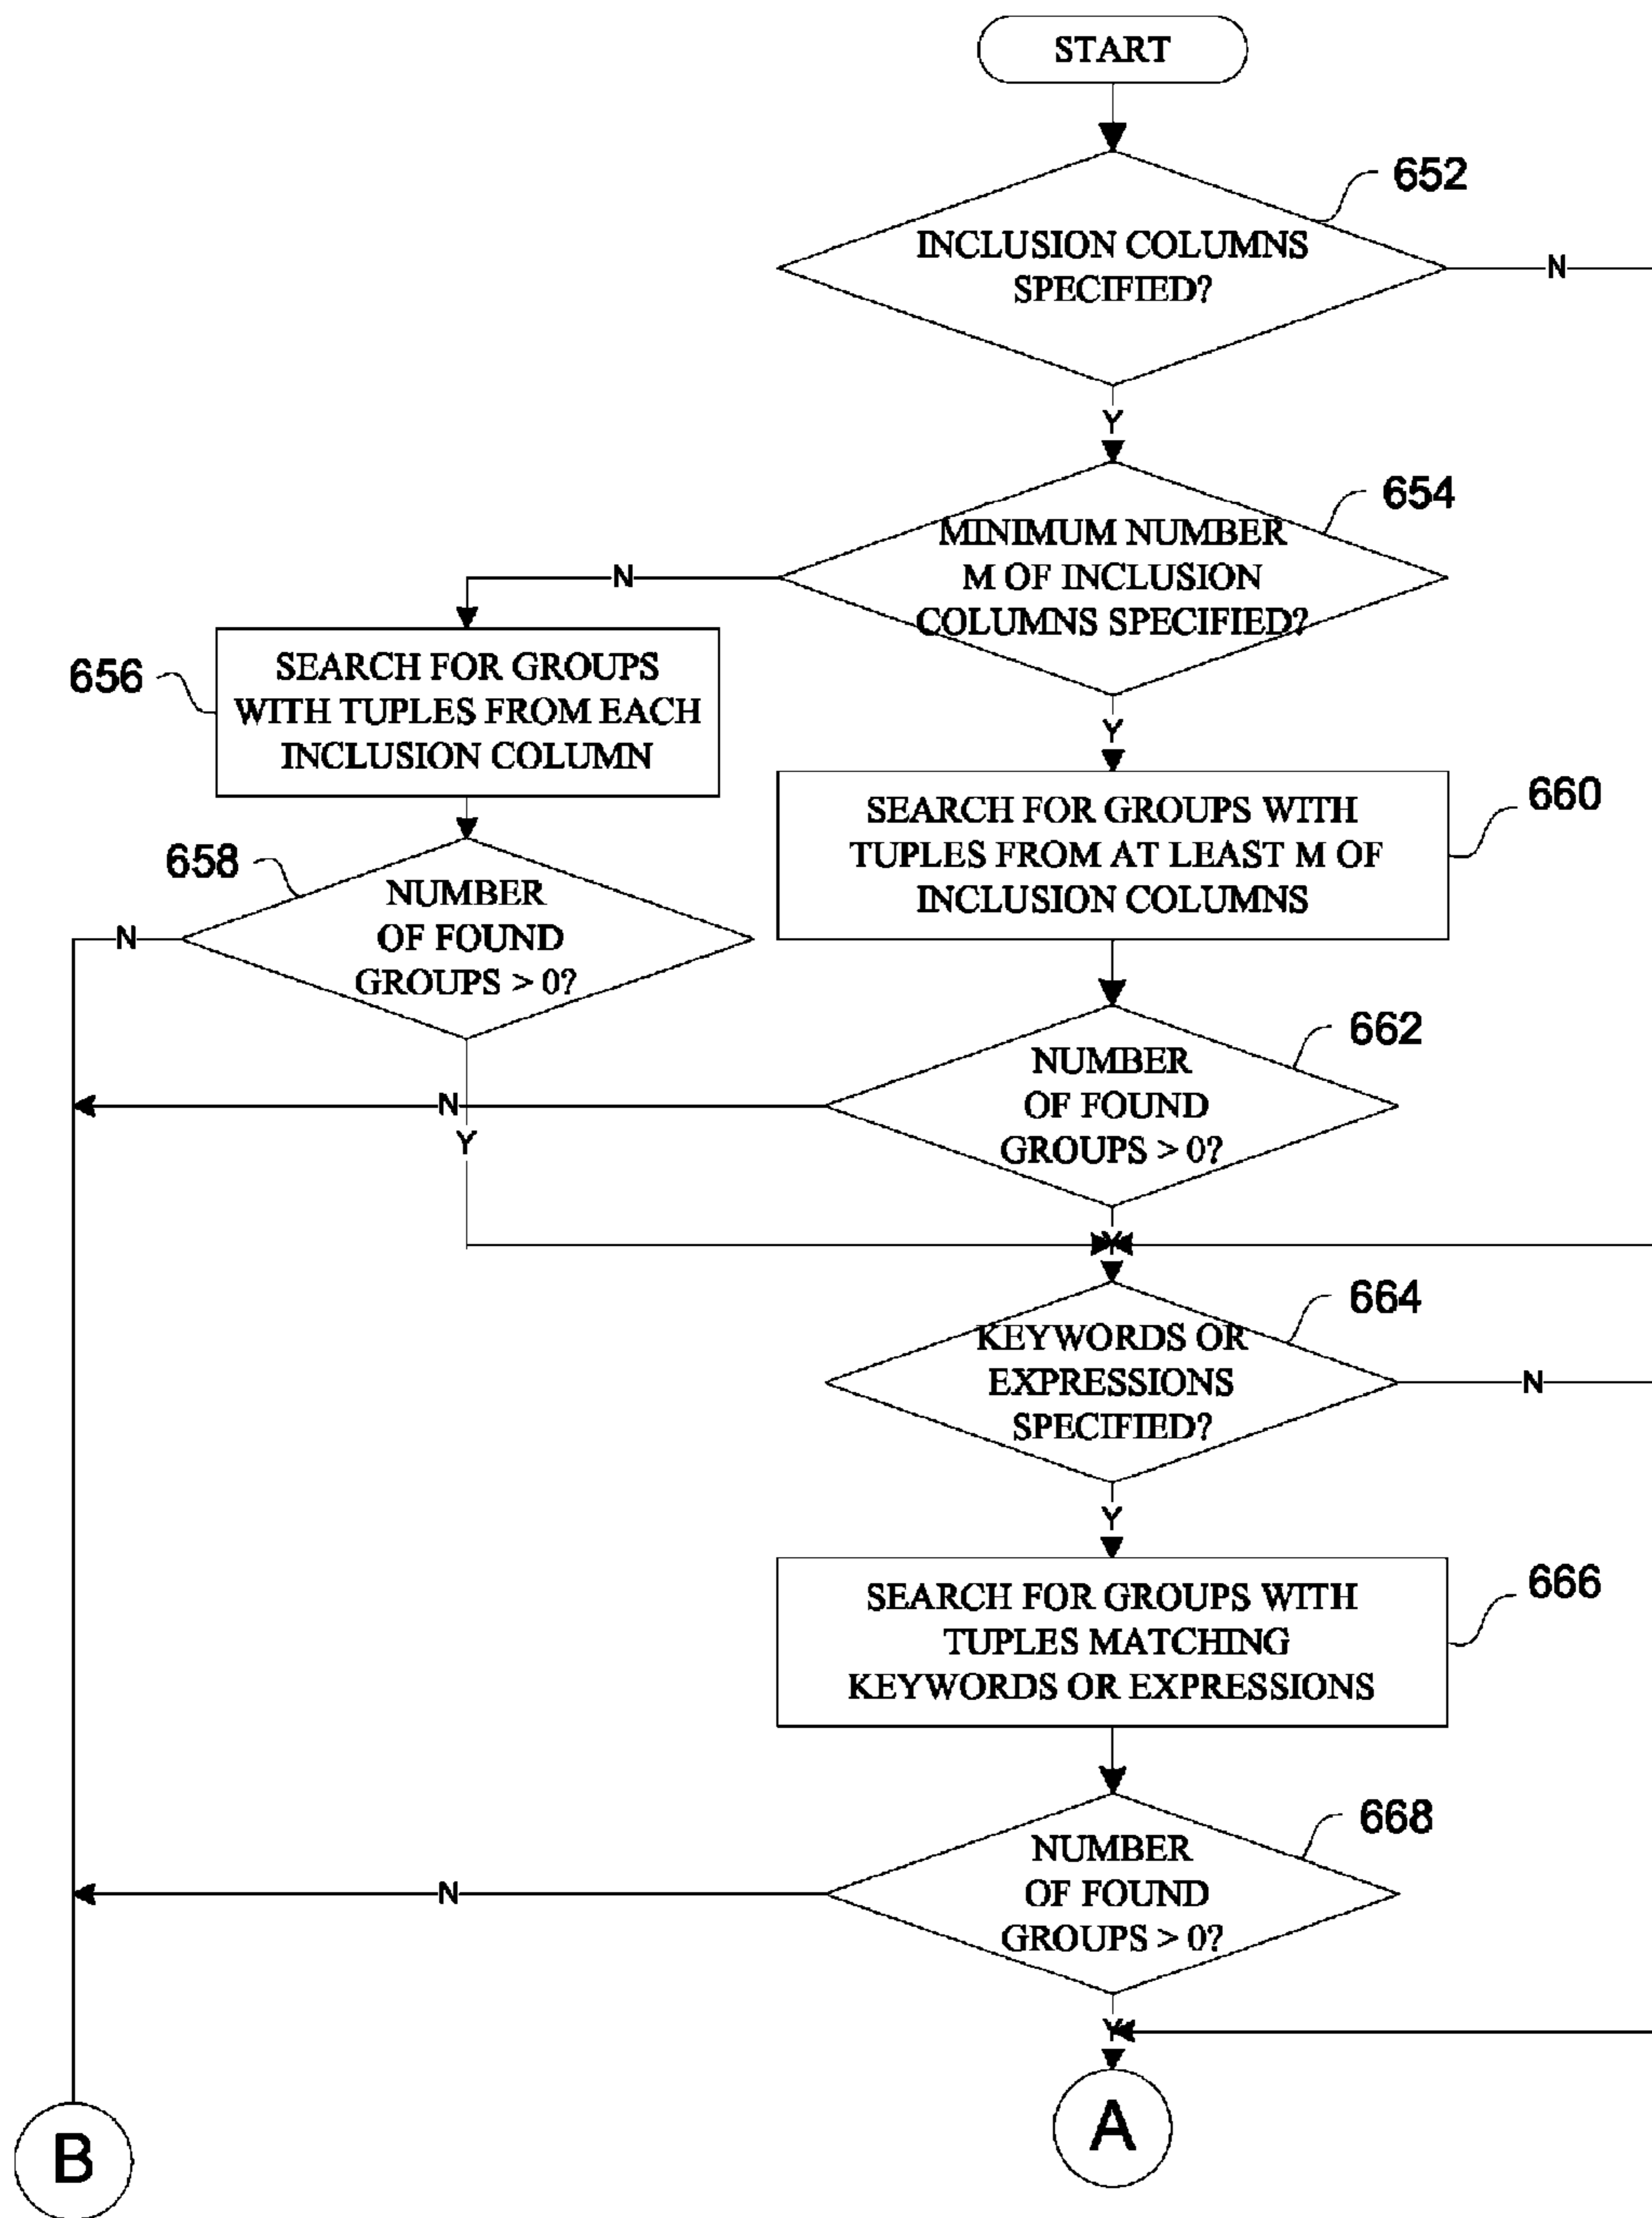 START
652
INCLUSION COLUMNS
SPECIFIED?
N
Y
654
MINIMUM NUMBER
M OF INCLUSION
COLUMNS SPECIFIED?
N
Y
656
SEARCH FOR GROUPS
WITH TUPLES FROM EACH
INCLUSION COLUMN
660
SEARCH FOR GROUPS WITH
TUPLES FROM AT LEAST M OF
INCLUSION COLUMNS
658
NUMBER
OF FOUND
GROUPS > 0?
N
Y
662
NUMBER
OF FOUND
GROUPS > 0?
N
Y
664
KEYWORDS OR
EXPRESSIONS
SPECIFIED?
N
Y
666
SEARCH FOR GROUPS WITH
TUPLES MATCHING
KEYWORDS OR EXPRESSIONS
668
NUMBER
OF FOUND
GROUPS > 0?
N
Y
A
B